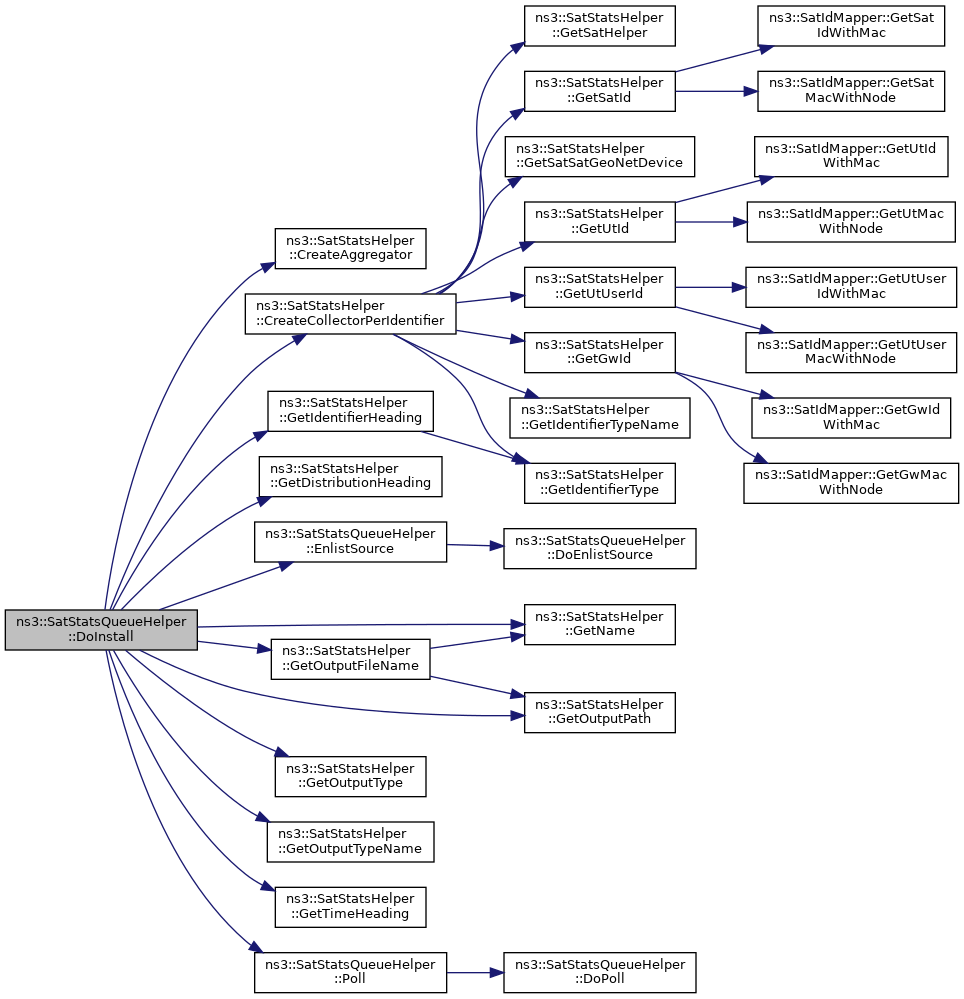 ns3::SatStatsQueueHelper
::DoInstall
ns3::SatStatsHelper
::CreateAggregator
ns3::SatStatsHelper
::CreateCollectorPerIdentifier
ns3::SatStatsHelper
::GetIdentifierHeading
ns3::SatStatsHelper
::GetDistributionHeading
ns3::SatStatsQueueHelper
::EnlistSource
ns3::SatStatsHelper
::GetOutputFileName
ns3::SatStatsHelper
::GetOutputType
ns3::SatStatsHelper
::GetOutputTypeName
ns3::SatStatsHelper
::GetTimeHeading
ns3::SatStatsQueueHelper
::Poll
ns3::SatStatsHelper
::GetSatHelper
ns3::SatStatsHelper
::GetSatId
ns3::SatStatsHelper
::GetSatSatGeoNetDevice
ns3::SatStatsHelper
::GetUtId
ns3::SatStatsHelper
::GetUtUserId
ns3::SatStatsHelper
::GetGwId
ns3::SatStatsHelper
::GetIdentifierTypeName
ns3::SatStatsHelper
::GetIdentifierType
ns3::SatStatsQueueHelper
::DoEnlistSource
ns3::SatStatsHelper
::GetName
ns3::SatStatsHelper
::GetOutputPath
ns3::SatStatsQueueHelper
::DoPoll
ns3::SatIdMapper::GetSat
IdWithMac
ns3::SatIdMapper::GetSat
MacWithNode
ns3::SatIdMapper::GetUtId
WithMac
ns3::SatIdMapper::GetUtMac
WithNode
ns3::SatIdMapper::GetUtUser
IdWithMac
ns3::SatIdMapper::GetUtUser
MacWithNode
ns3::SatIdMapper::GetGwId
WithMac
ns3::SatIdMapper::GetGwMac
WithNode